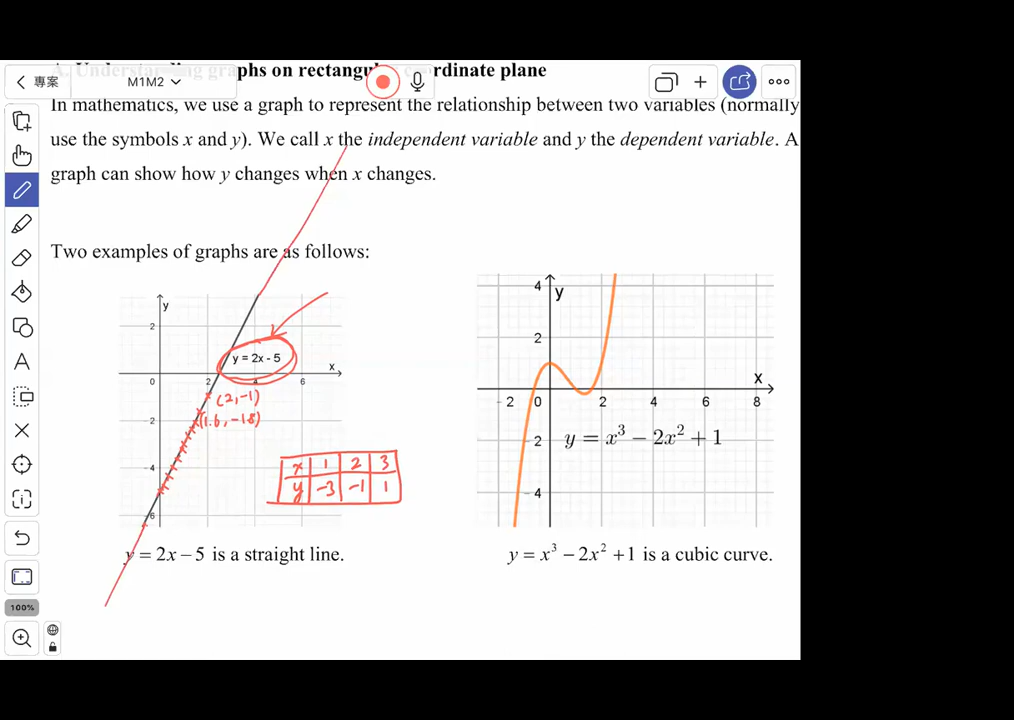 A. Understanding graphs on rectangular coordinate plane
專案
M1M2
In mathematics, we use a graph to represent the relationship between two variables (normally
use the symbols x and y). We call x the independent variable and y the dependent variable. A
graph can show how y changes when x changes.
Two examples of graphs are as follows:
y
2
y = 2x - 5
x
0 2 4 6
(2,-1)
- 2
(1.6, -1.8)
- 4
x 1 2 3
y -3 -1 1
- 6
y = 2x − 5 is a straight line.
4
y
2
x
- 2 0 2 4 6 8
- 2
y = x³ − 2x² + 1
- 4
y = x³ − 2x² + 1 is a cubic curve.
A
100%